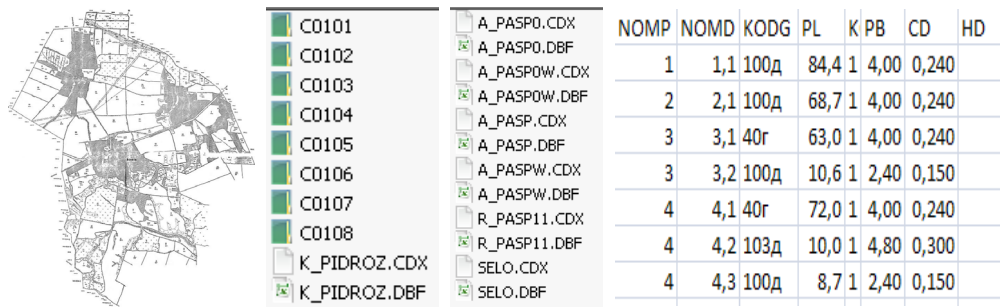 C0101
C0102
C0103
C0104
C0105
C0106
C0107
C0108
K_PIDROZ.CDX
K_PIDROZ.DBF
A_PASP0.CDX
A_PASP0.DBF
A_PASP0W.CDX
A_PASP0W.DBF
A_PASP.CDX
A_PASP.DBF
A_PASPW.CDX
A_PASPW.DBF
R_PASP11.CDX
R_PASP11.DBF
SELO.CDX
SELO.DBF
NOMP NOMD KODG PL K PB CD HD
1 1,1 100д 84,4 1 4,00 0,240
2 2,1 100д 68,7 1 4,00 0,240
3 3,1 40г 63,0 1 4,00 0,240
3 3,2 100д 10,6 1 2,40 0,150
4 4,1 40г 72,0 1 4,00 0,240
4 4,2 103д 10,0 1 4,80 0,300
4 4,3 100д 8,7 1 2,40 0,150